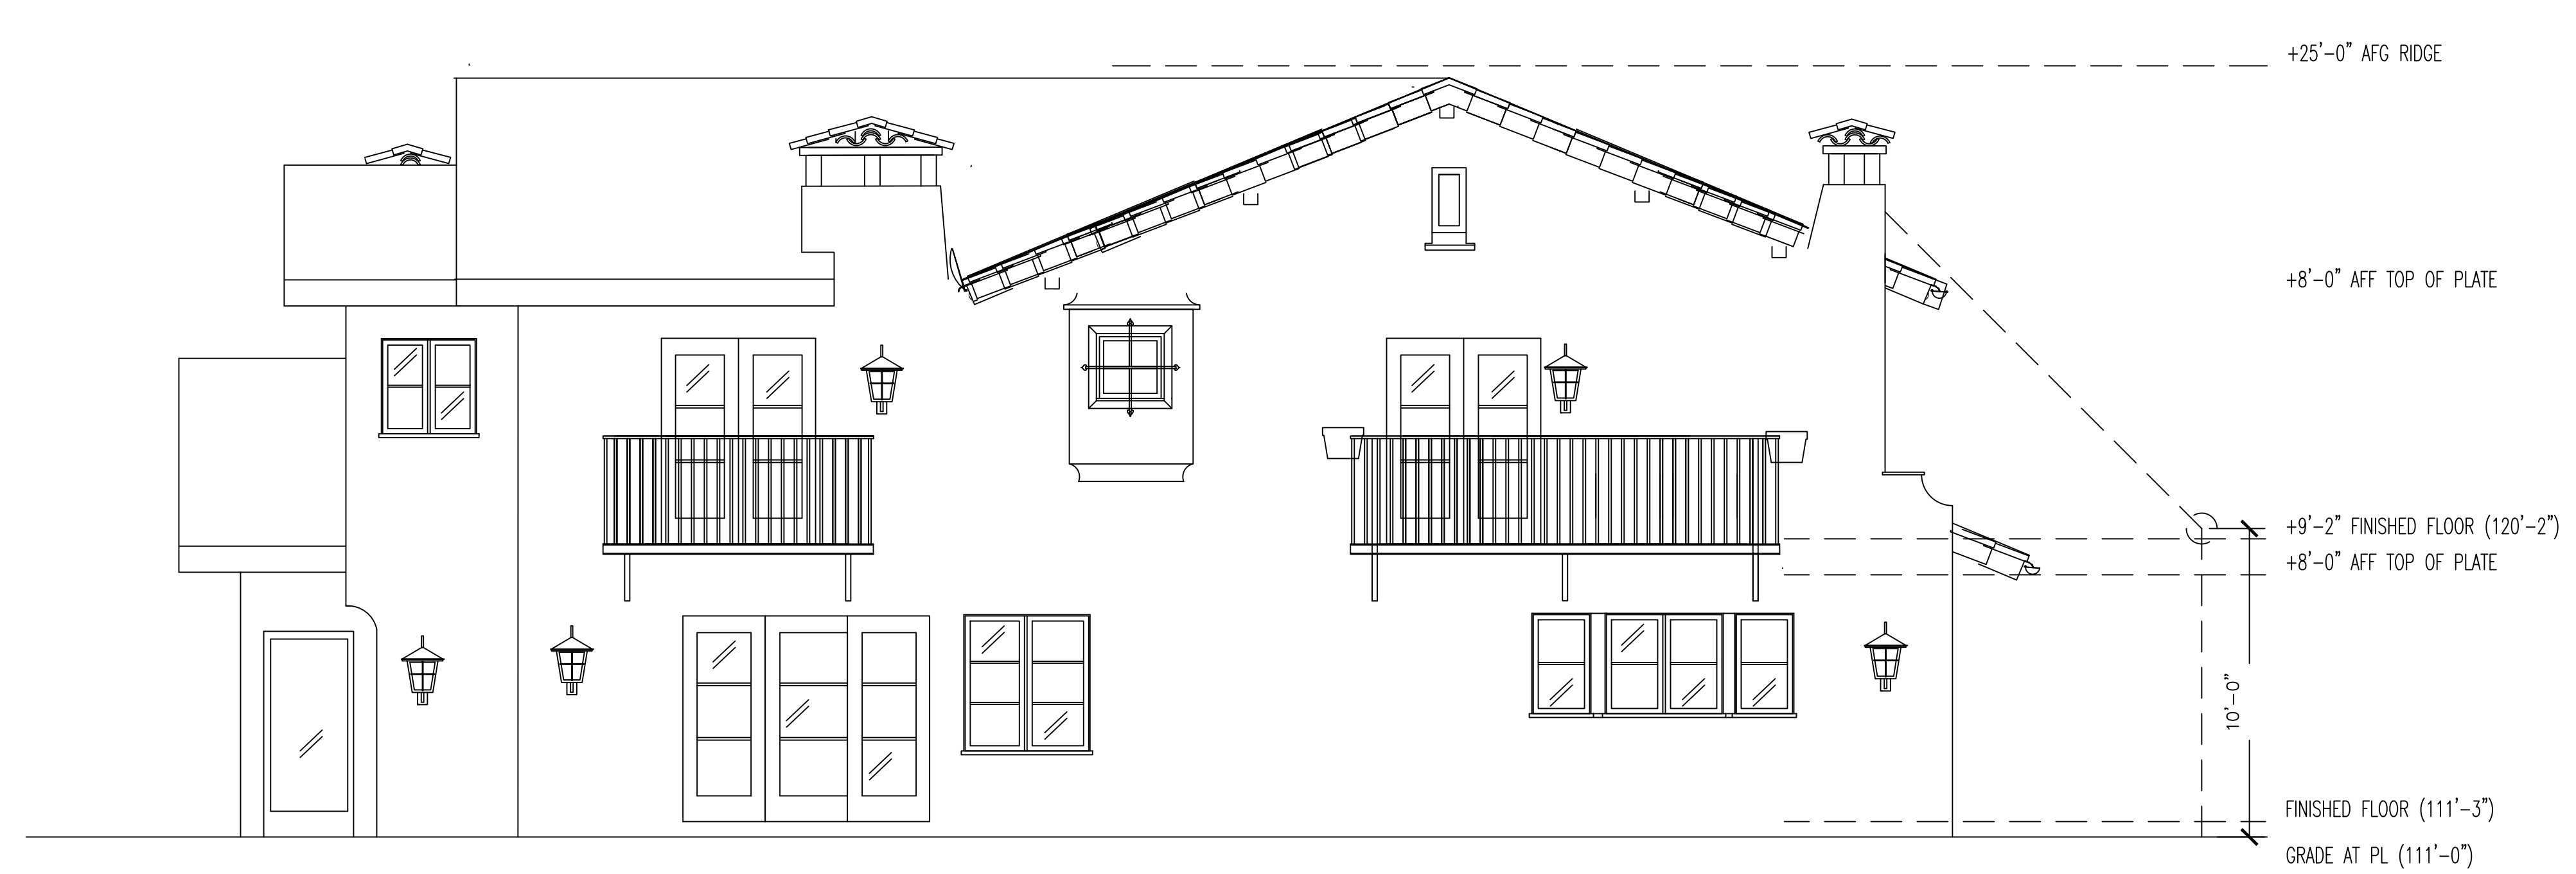 +25'-0" AFG RIDGE
+8'-0" AFF TOP OF PLATE
+9'-2" FINISHED FLOOR (120'-2")
+8'-0" AFF TOP OF PLATE
10'-0"
FINISHED FLOOR (111'-3")
GRADE AT PL (111'-0")